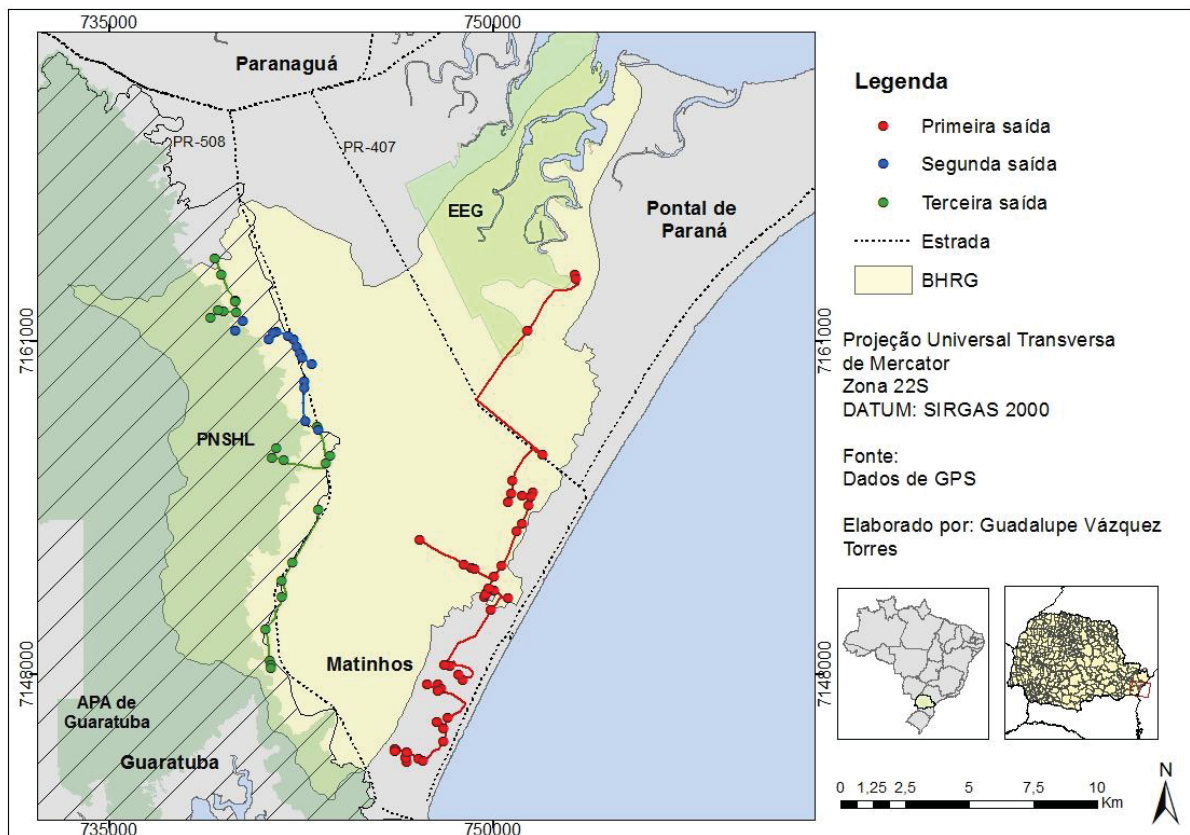 735000
750000
Paranaguá
PR-508
PR-407
EEG
Pontal de
Paraná
7161000
7161000
PNSHL
Matinhos
7148000
7148000
APA de
Guaratuba
Guaratuba
735000
750000
Legenda
Primeira saída
Segunda saída
Terceira saída
Estrada
BHRG
Projeção Universal Transversa
de Mercator
Zona 22S
DATUM: SIRGAS 2000
Fonte:
Dados de GPS
Elaborado por: Guadalupe Vázquez
Torres
0 1,25 2,5 5 7,5 10
Km
N